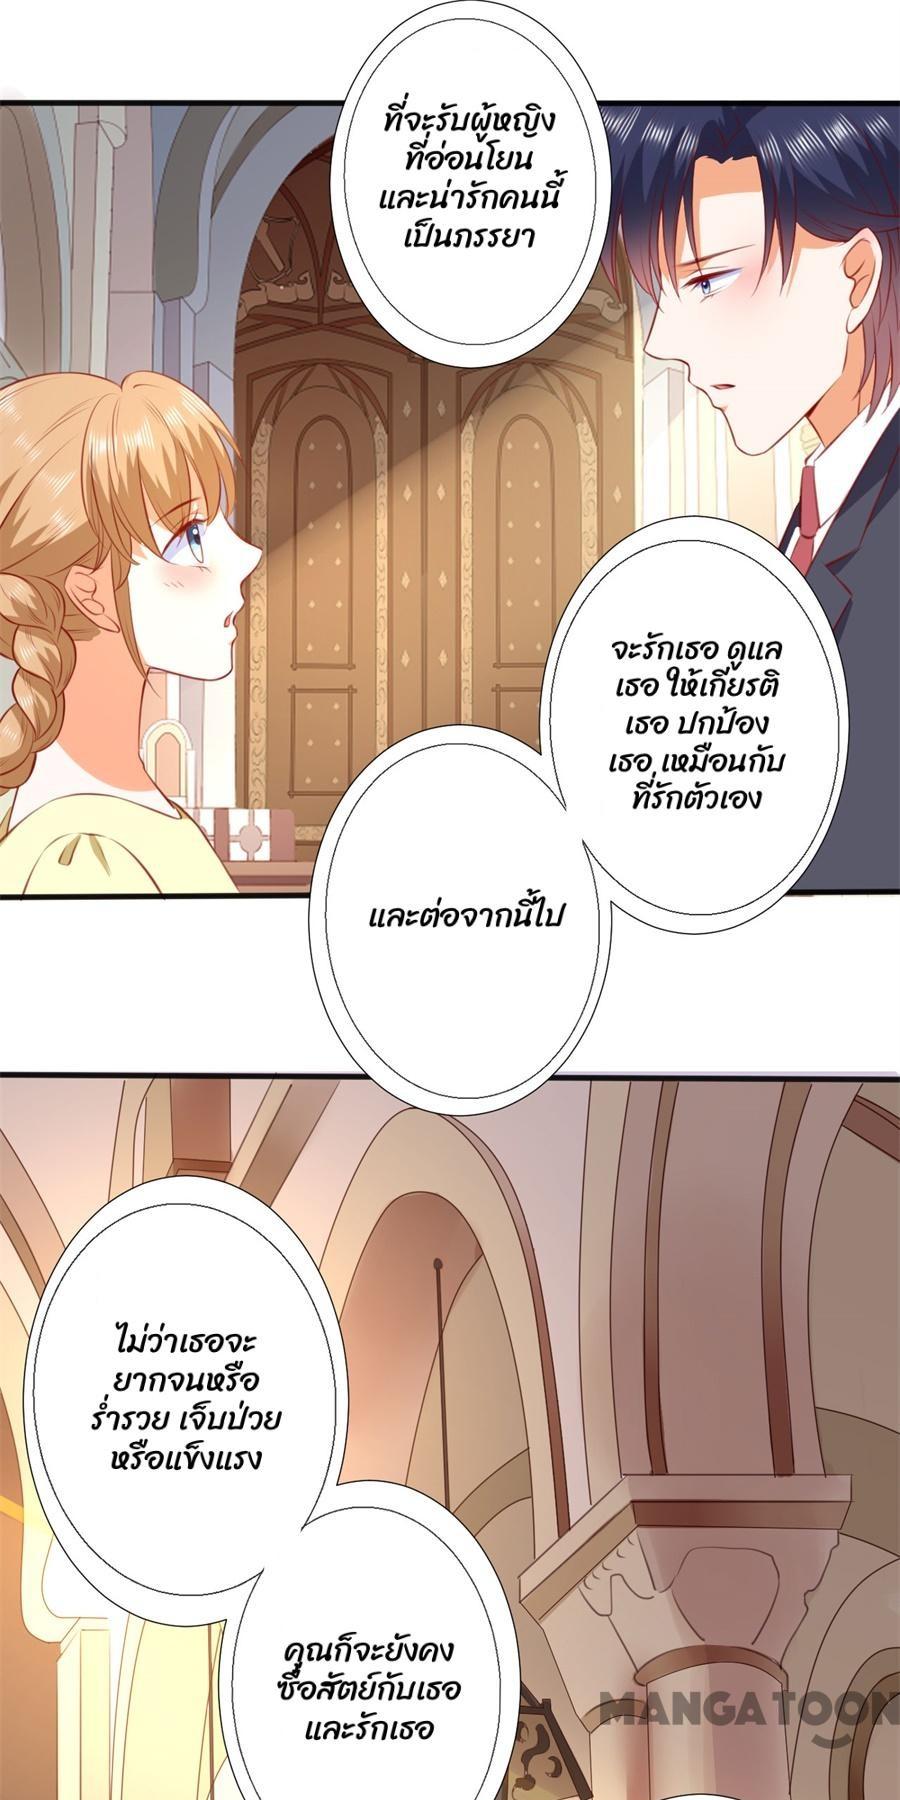 ที่จะรับผู้หญิง
ที่อ่อนโยน
และน่ารักคนนี้
เป็นภรรยา
จะรักเธอ ดูแล
เธอ ให้เกียรติ
เธอ ปกป้อง
เธอ เหมือนกับ
ที่รักตัวเอง
และต่อจากนี้ไป
ไม่ว่าเธอจะ
ยากจนหรือ
ร่ำรวย เจ็บป่วย
หรือแข็งแรง
คุณก็จะยังคง
ซื่อสัตย์กับเธอ
และรักเธอ
MANGATOON